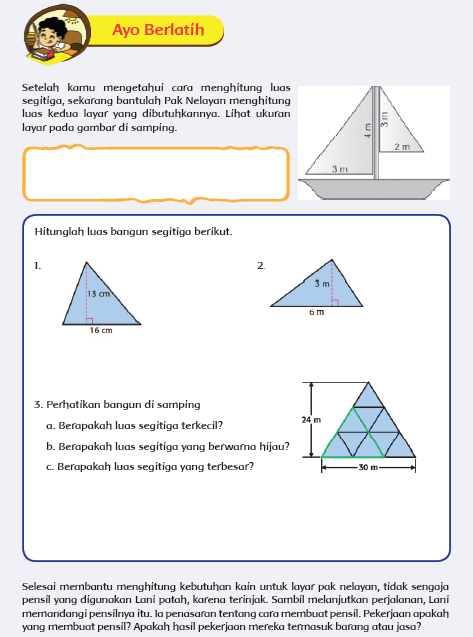 Ayo Berlatih
Setelah kamu mengetahui cara menghitung luas
segitiga, sekarang bantulah Pak Nelayan menghitung
luas kedua layar yang dibutuhkannya. Lihat ukuran
layar pada gambar di samping.
4 m
3 m
2 m
3 m
Hitunglah luas bangun segitiga berikut.
1.
13 cm
16 cm
2.
3 m
6 m
3. Perhatikan bangun di samping
a. Berapakah luas segitiga terkecil?
b. Berapakah luas segitiga yang berwarna hijau?
c. Berapakah luas segitiga yang terbesar?
24 m
30 m
Selesai membantu menghitung kebutuhan kain untuk layar pak nelayan, tidak sengaja
pensil yang digunakan Lani patah, karena terinjak. Sambil melanjutkan perjalanan, Lani
memandangi pensilnya itu. Ia penasaran tentang cara membuat pensil. Pekerjaan apakah
yang membuat pensil? Apakah hasil pekerjaan mereka termasuk barang atau jasa?